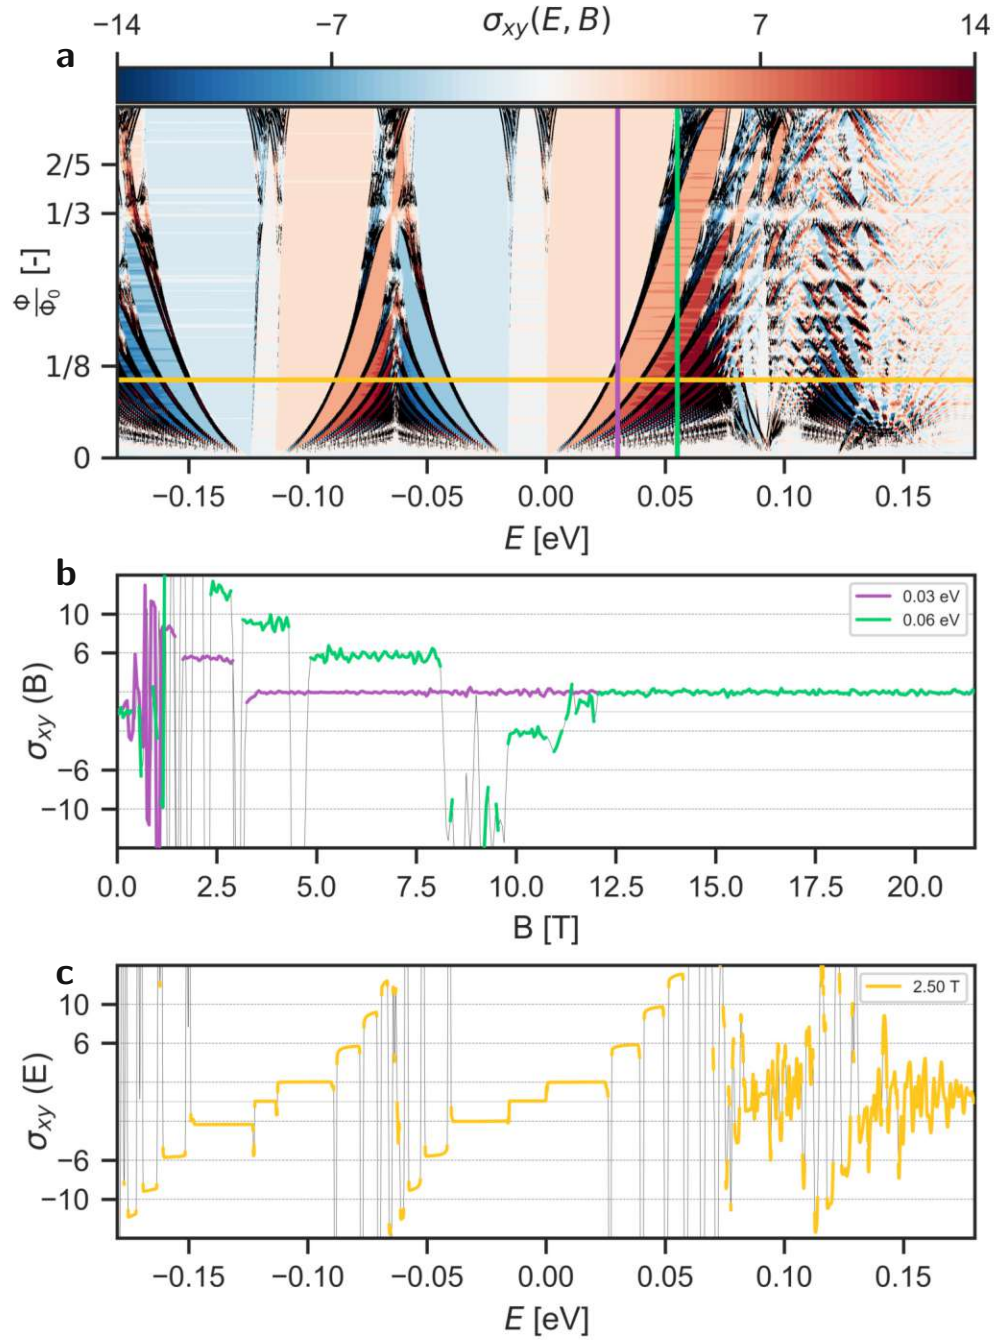 −14 −7 σxy(E, B) 7 14
a
2/5
1/3
Φ/Φ0 [-]
1/8
0
−0.15 −0.10 −0.05 0.00 0.05 0.10 0.15
E [eV]
b
0.03 eV
0.06 eV
10
6
σxy (B)
−6
−10
0.0 2.5 5.0 7.5 10.0 12.5 15.0 17.5 20.0
B [T]
c
2.50 T
10
6
σxy (E)
−6
−10
−0.15 −0.10 −0.05 0.00 0.05 0.10 0.15
E [eV]